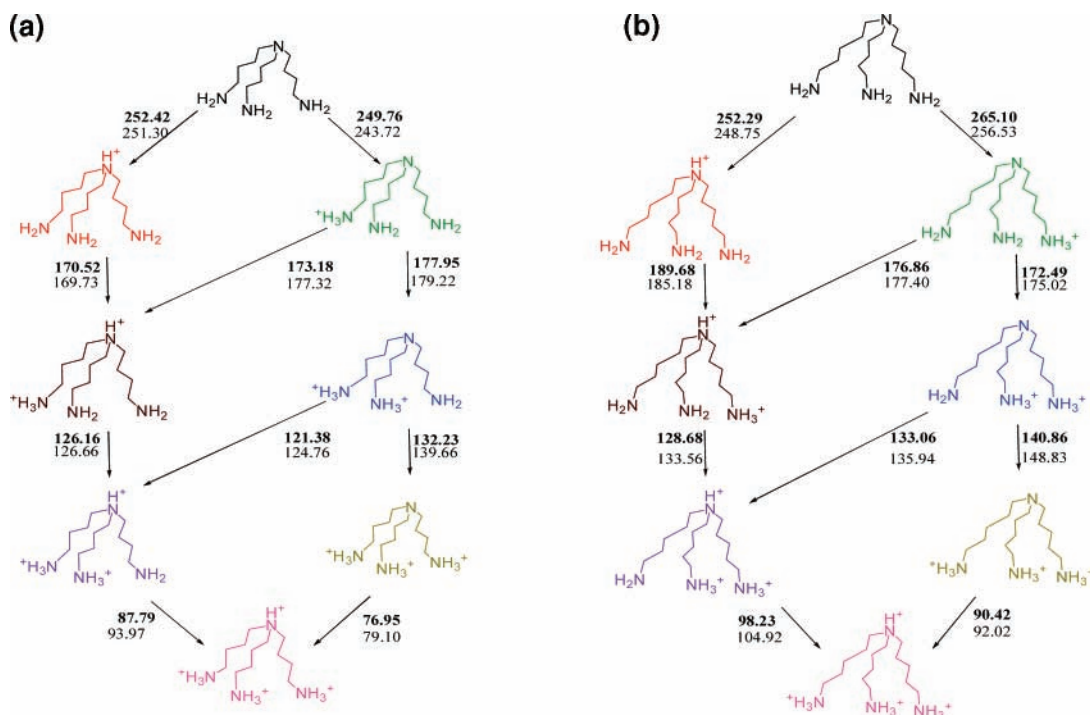 (a)
N
H2N
NH2
NH2
252.42
251.30
249.76
243.72
H+
N
H2N
NH2
NH2
N
+H3N
NH2
NH2
170.52
169.73
173.18
177.32
177.95
179.22
H+
N
+H3N
NH2
NH2
N
+H3N
NH3+
NH2
126.16
126.66
121.38
124.76
132.23
139.66
H+
N
+H3N
NH3+
NH2
N
+H3N
NH3+
NH3+
87.79
93.97
76.95
79.10
H+
N
+H3N
NH3+
NH3+
(b)
N
H2N
NH2
NH2
252.29
248.75
265.10
256.53
H+
N
H2N
NH2
NH2
N
H2N
NH2
NH3+
189.68
185.18
176.86
177.40
172.49
175.02
H+
N
H2N
NH2
NH3+
N
H2N
NH3+
NH3+
128.68
133.56
133.06
135.94
140.86
148.83
H+
N
H2N
NH3+
NH3+
N
+H3N
NH3+
NH3+
98.23
104.92
90.42
92.02
H+
N
+H3N
NH3+
NH3+